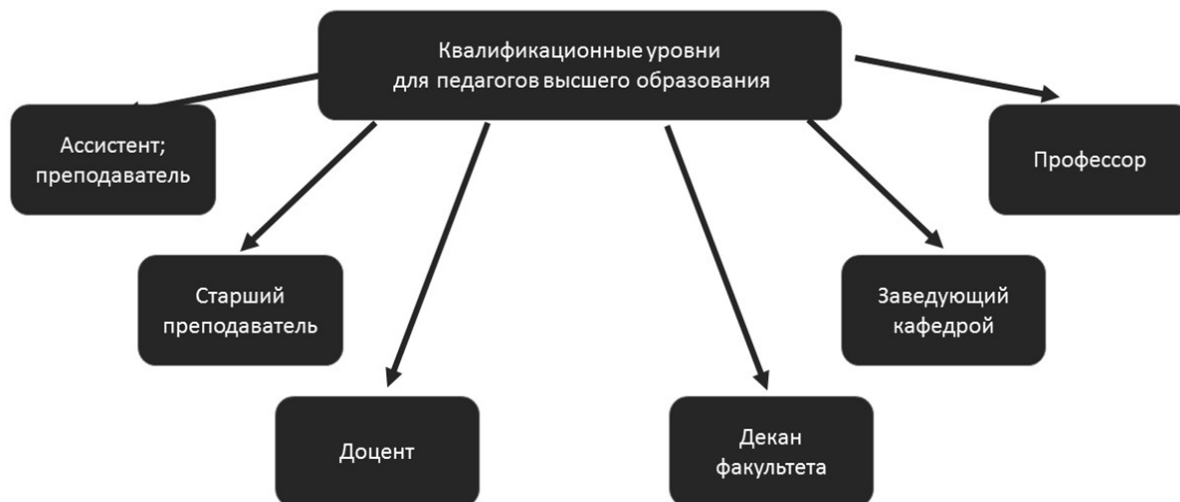 Квалификационные уровни
для педагогов высшего образования
Ассистент;
преподаватель
Профессор
Старший
преподаватель
Заведующий
кафедрой
Доцент
Декан
факультета